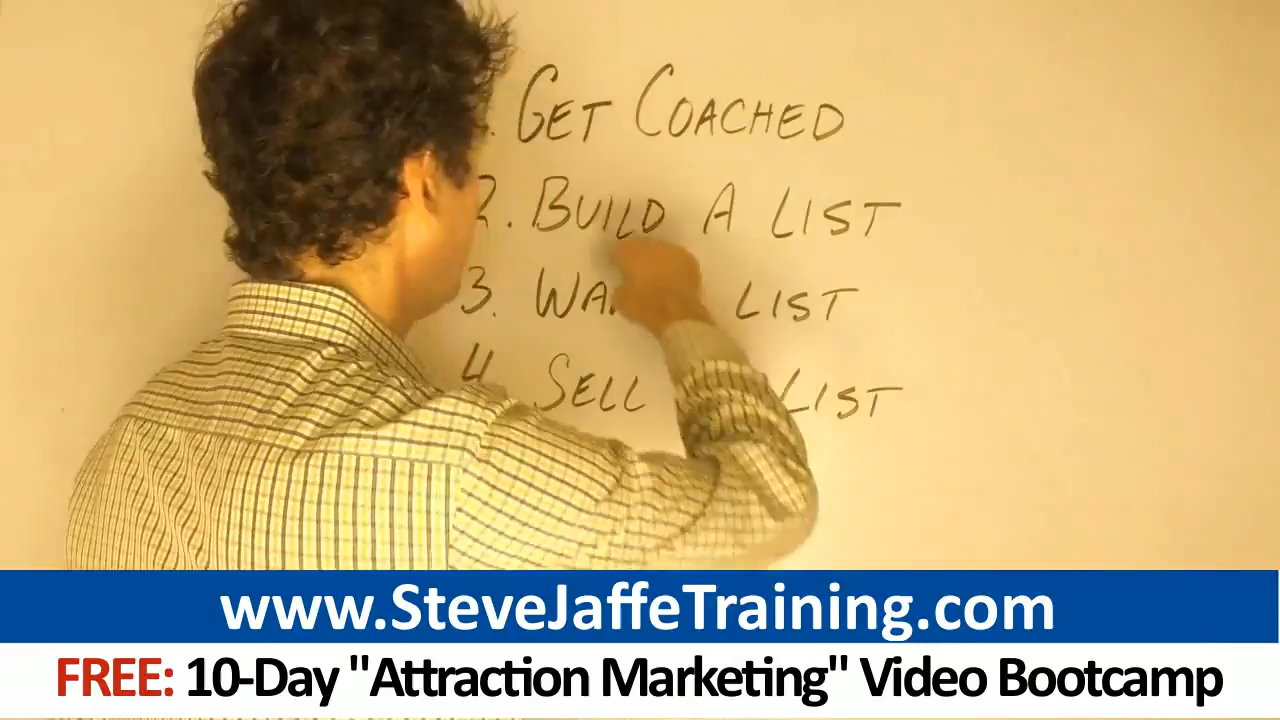 . GET COACHED
2. BUILD A LIST
3. LIST
4 SELL LIST
www.SteveJaffeTraining.com
FREE: 10-Day "Attraction Marketing" Video Bootcamp